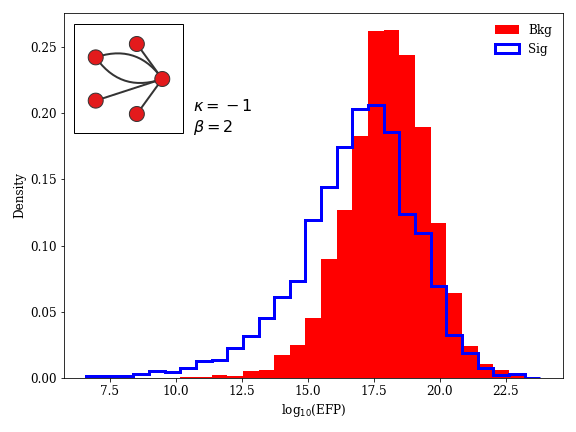 Bkg
Sig
κ = −1
β = 2
0.25
0.20
0.15
0.10
0.05
0.00
Density
7.5 10.0 12.5 15.0 17.5 20.0 22.5
log₁₀(EFP)